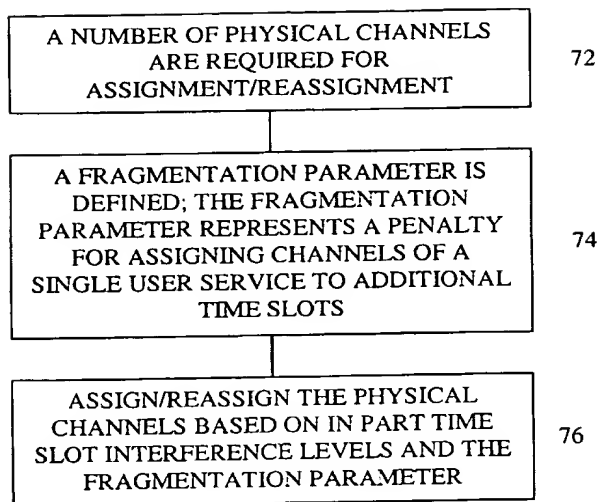 A NUMBER OF PHYSICAL CHANNELS
ARE REQUIRED FOR
ASSIGNMENT/REASSIGNMENT
72
A FRAGMENTATION PARAMETER IS
DEFINED; THE FRAGMENTATION
PARAMETER REPRESENTS A PENALTY
FOR ASSIGNING CHANNELS OF A
SINGLE USER SERVICE TO ADDITIONAL
TIME SLOTS
74
ASSIGN/REASSIGN THE PHYSICAL
CHANNELS BASED ON IN PART TIME
SLOT INTERFERENCE LEVELS AND THE
FRAGMENTATION PARAMETER
76